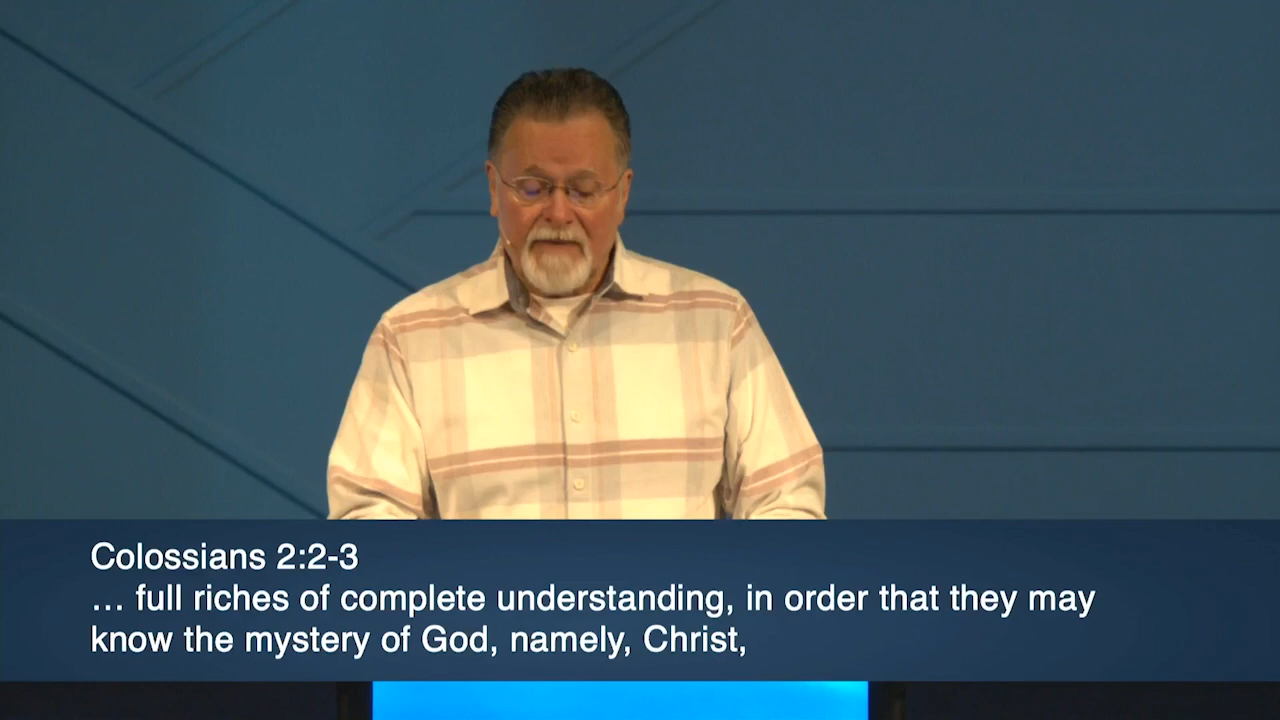 Colossians 2:2-3
... full riches of complete understanding, in order that they may
know the mystery of God, namely, Christ,